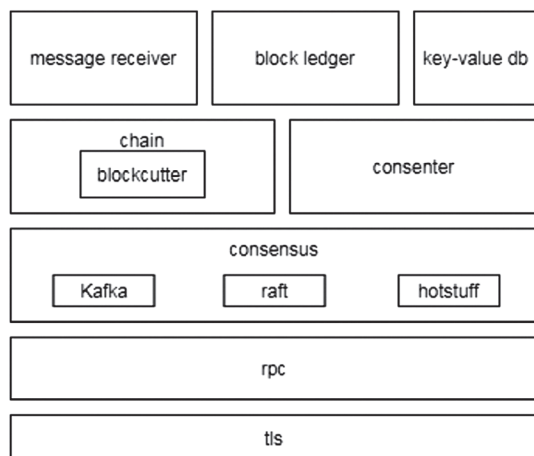 message receiver
block ledger
key-value db
chain
blockcutter
consenter
consensus
Kafka
raft
hotstuff
rpc
tls